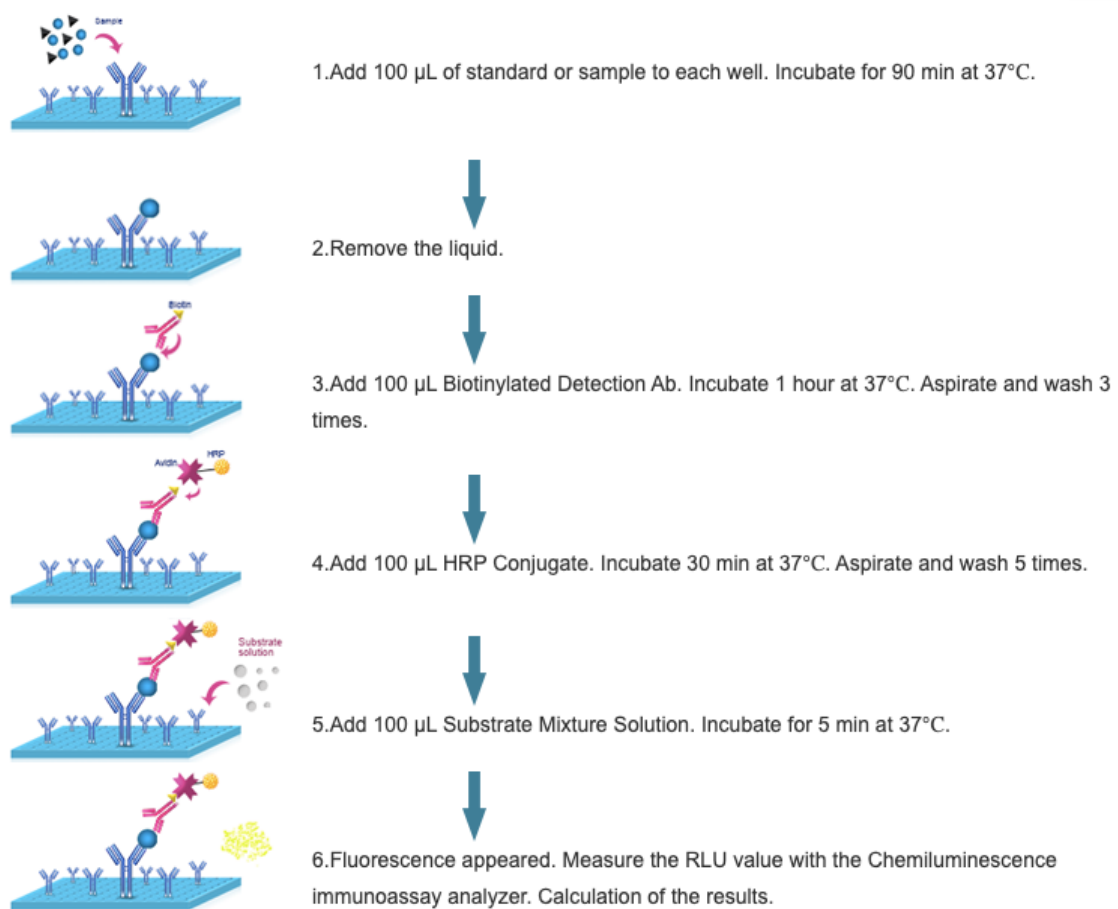 Sample
1.Add 100 µL of standard or sample to each well. Incubate for 90 min at 37°C.
2.Remove the liquid.
Biotin
3.Add 100 µL Biotinylated Detection Ab. Incubate 1 hour at 37°C. Aspirate and wash 3
times.
Avidin
HRP
4.Add 100 µL HRP Conjugate. Incubate 30 min at 37°C. Aspirate and wash 5 times.
Substrate
solution
5.Add 100 µL Substrate Mixture Solution. Incubate for 5 min at 37°C.
6.Fluorescence appeared. Measure the RLU value with the Chemiluminescence
immunoassay analyzer. Calculation of the results.